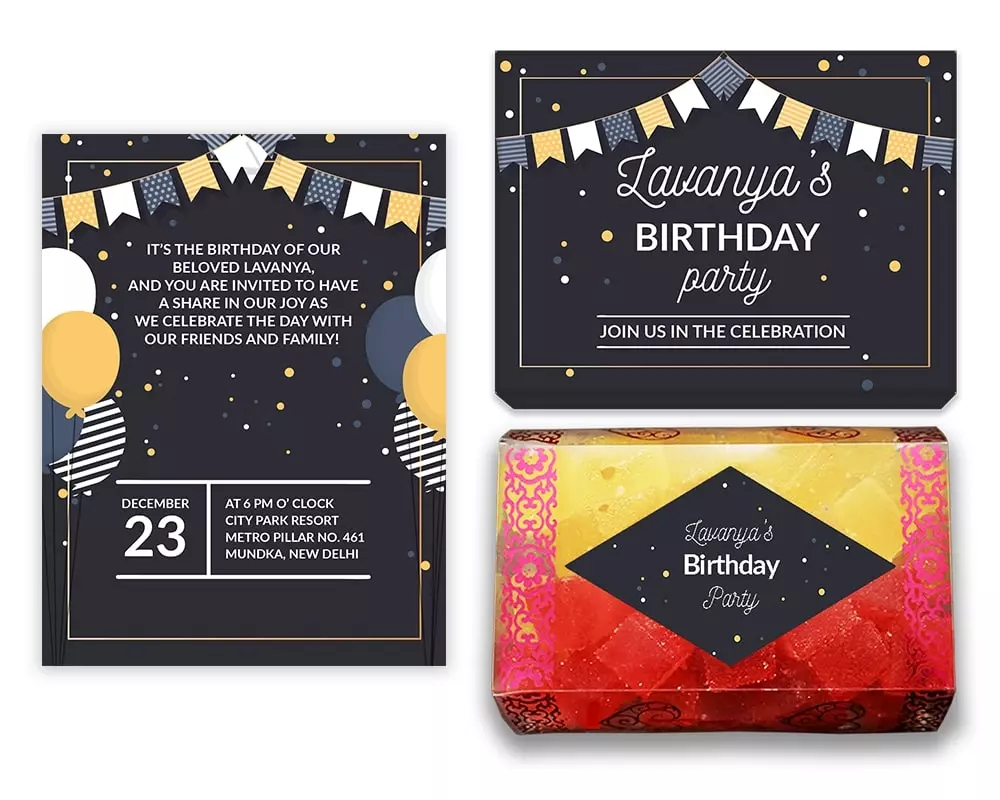 IT'S THE BIRTHDAY OF OUR
BELOVED LAVANYA,
AND YOU ARE INVITED TO HAVE
A SHARE IN OUR JOY AS
WE CELEBRATE THE DAY WITH
OUR FRIENDS AND FAMILY!
DECEMBER
23
AT 6 PM O' CLOCK
CITY PARK RESORT
METRO PILLAR NO. 461
MUNDKA, NEW DELHI
Lavanya's
BIRTHDAY
party
JOIN US IN THE CELEBRATION
Lavanya's
Birthday
Party